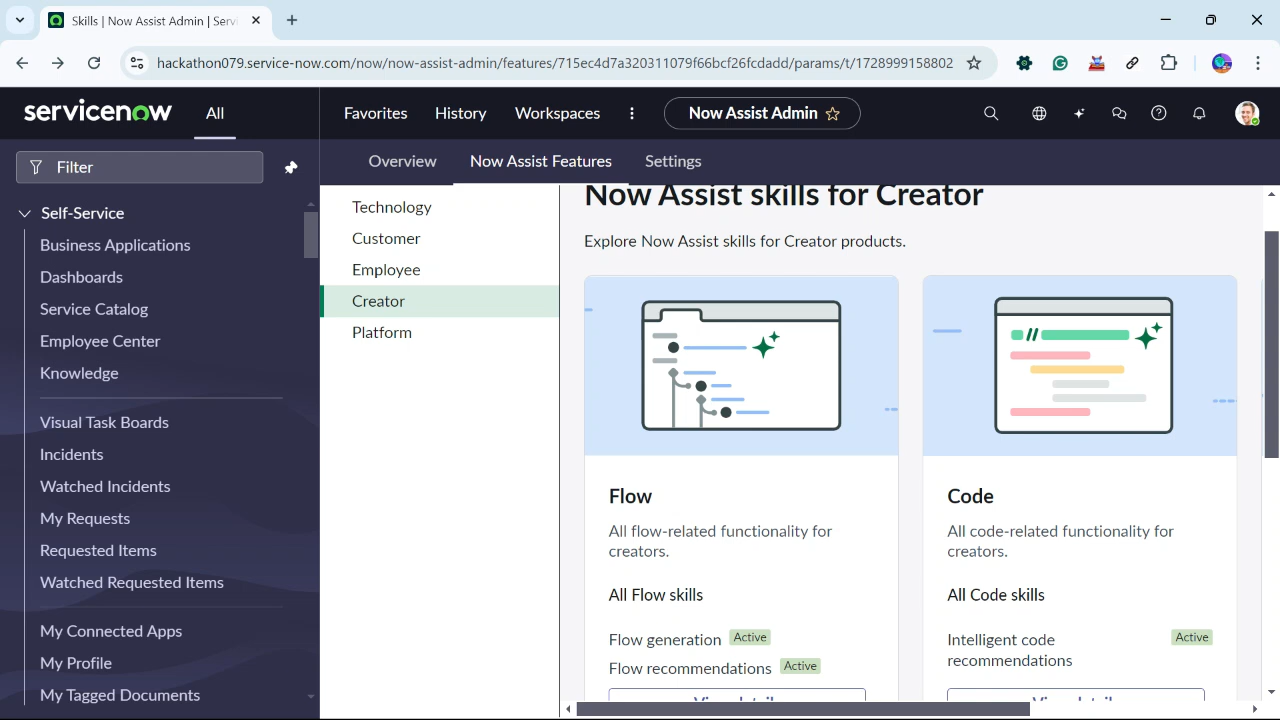 Skills | Now Assist Admin | Servi
hackathon079.service-now.com/now/now-assist-admin/features/715ec4d7a320311079f66bcf26fcdadd/params/t/1728999158802
servicenow
All
Favorites
History
Workspaces
Now Assist Admin
Filter
Overview
Now Assist Features
Settings
Self-Service
Business Applications
Dashboards
Service Catalog
Employee Center
Knowledge
Visual Task Boards
Incidents
Watched Incidents
My Requests
Requested Items
Watched Requested Items
My Connected Apps
My Profile
My Tagged Documents
Technology
Customer
Employee
Creator
Platform
Now Assist skills for Creator
Explore Now Assist skills for Creator products.
Flow
All flow-related functionality for
creators.
All Flow skills
Flow generation Active
Flow recommendations Active
View details
Code
All code-related functionality for
creators.
All Code skills
Intelligent code Active
recommendations
View details